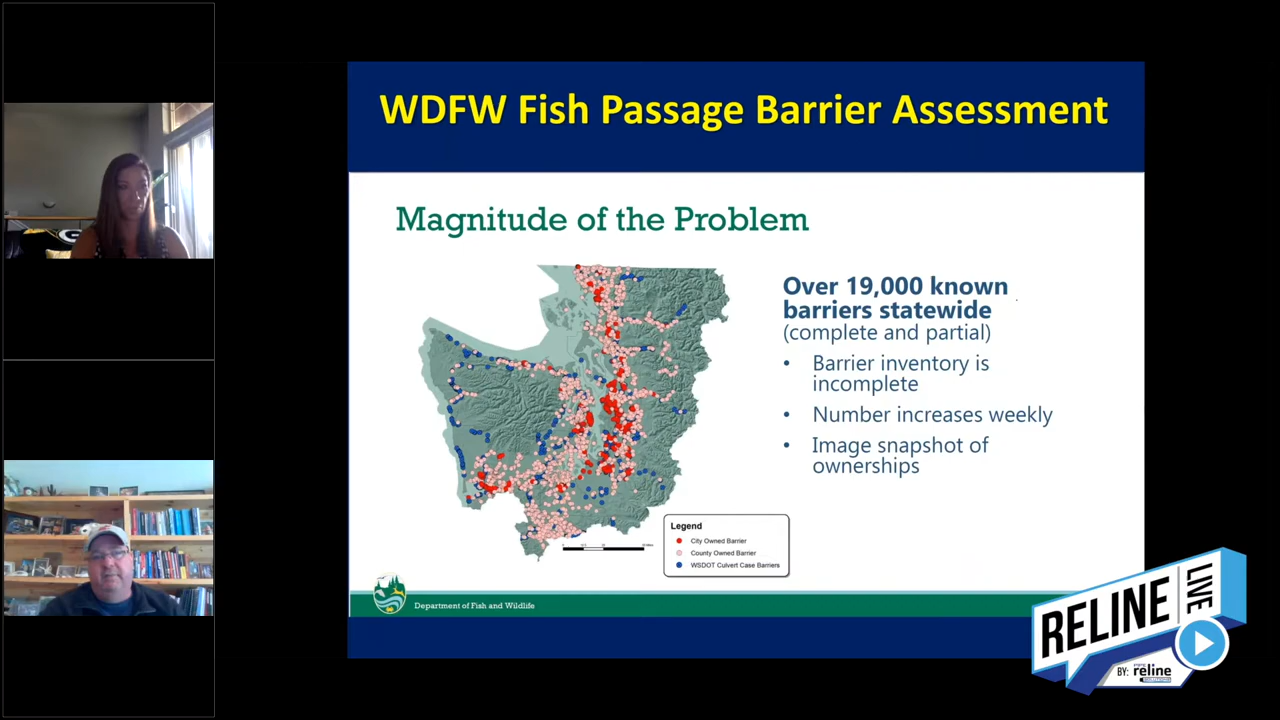 WDFW Fish Passage Barrier Assessment
Magnitude of the Problem
Over 19,000 known
barriers statewide
(complete and partial)
• Barrier inventory is
incomplete
• Number increases weekly
• Image snapshot of
ownerships
Legend
City Owned Barrier
County Owned Barrier
WSDOT Culvert Case Barriers
Department of Fish and Wildlife
RELINE
LIVE
BY:
reline